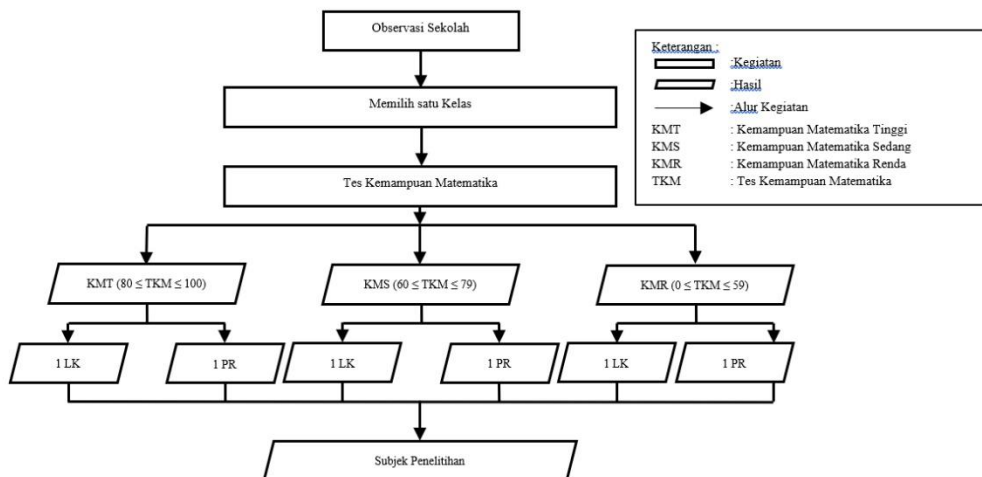 Observasi Sekolah
Memilih satu Kelas
Tes Kemampuan Matematika
KMT (80 ≤ TKM ≤ 100)
KMS (60 ≤ TKM ≤ 79)
KMR (0 ≤ TKM ≤ 59)
1 LK
1 PR
1 LK
1 PR
1 LK
1 PR
Subjek Penelitihan
Keterangan :
:Kegiatan
:Hasil
:Alur Kegiatan
KMT : Kemampuan Matematika Tinggi
KMS : Kemampuan Matematika Sedang
KMR : Kemampuan Matematika Renda
TKM : Tes Kemampuan Matematika